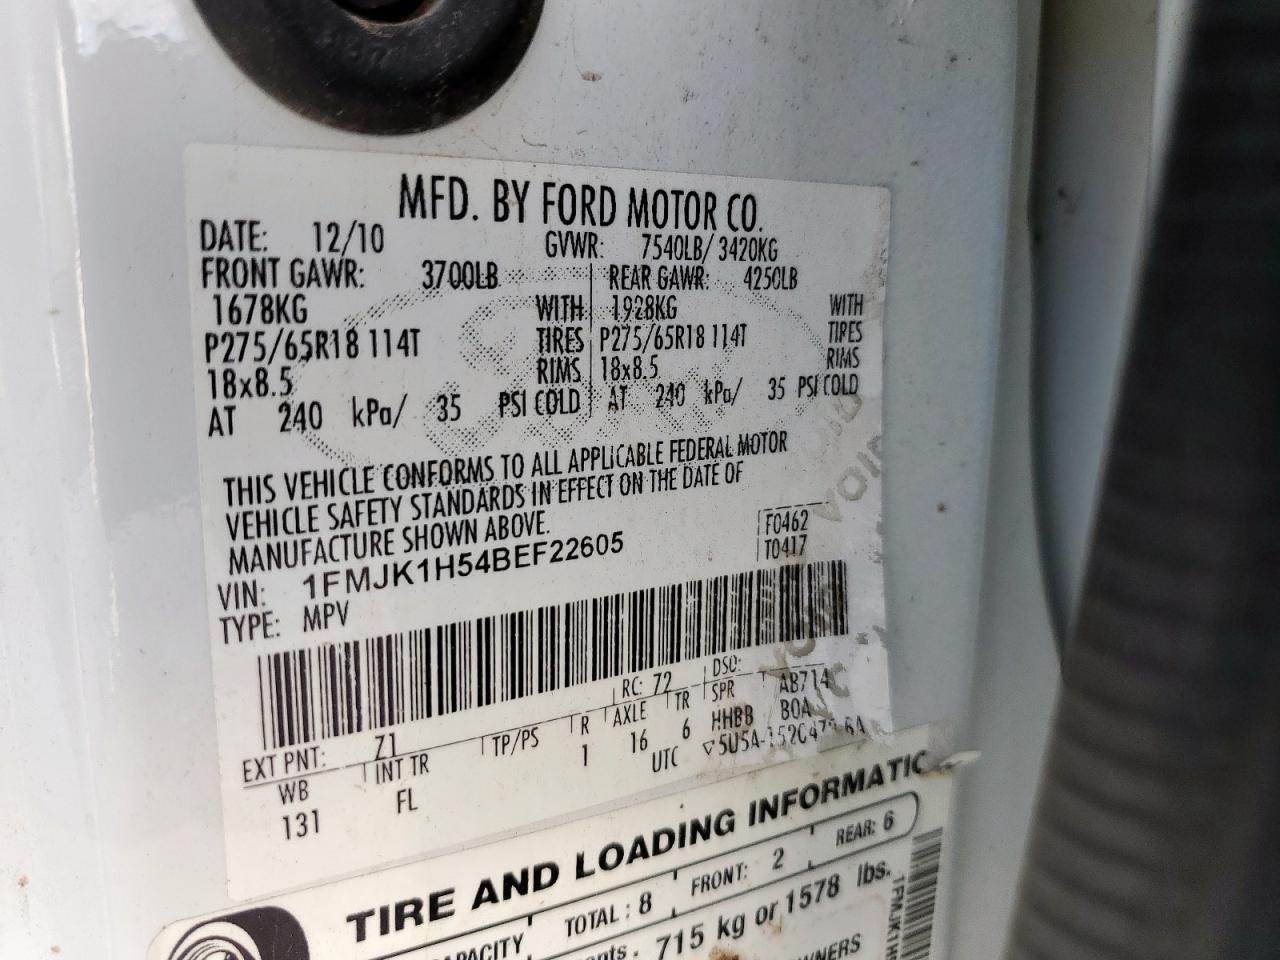 MFD. BY FORD MOTOR CO.
DATE: 12/10 GVWR: 7540LB/ 3420KG
FRONT GAWR: 3700LB REAR GAWR: 4250LB
1678KG WITH 1928KG WITH
P275/65R18 114T TIRES P275/65R18 114T TIRES
18x8.5 RIMS 18x8.5 RIMS
AT 240 kPa/ 35 PSI COLD AT 240 kPa/ 35 PSI COLD
THIS VEHICLE CONFORMS TO ALL APPLICABLE FEDERAL MOTOR
VEHICLE SAFETY STANDARDS IN EFFECT ON THE DATE OF
MANUFACTURE SHOWN ABOVE.
F0462
VIN: 1FMJK1H54BEF22605 T0417
TYPE: MPV
VOID
EXT PNT: Z1 RC: 72 DSO:
WB INT TR TP/PS R AXLE TR SPR AB714
131 FL 1 16 6 HHBB BOA
UTC
TIRE AND LOADING INFORMATIO
TOTAL : 8 FRONT: 2 REAR: 6
715 kg or 1578 lbs.